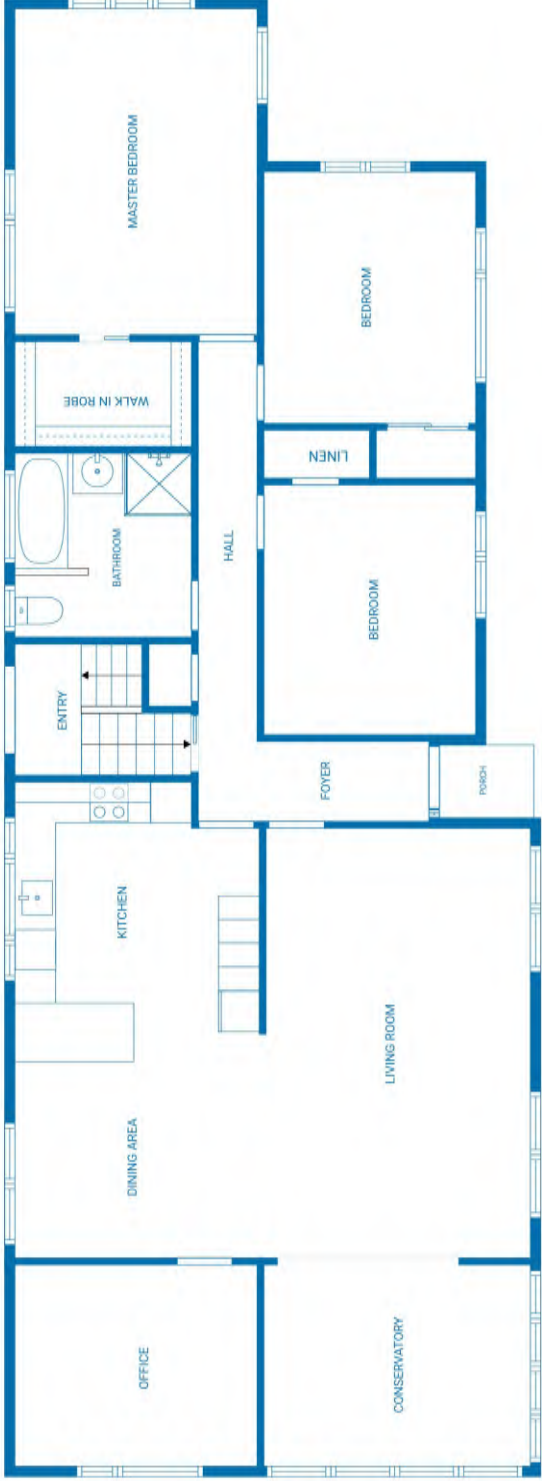 MASTER BEDROOM
BEDROOM
WALK IN ROBE
LINEN
BATHROOM
HALL
BEDROOM
ENTRY
FOYER
PORCH
KITCHEN
LIVING ROOM
DINING AREA
OFFICE
CONSERVATORY